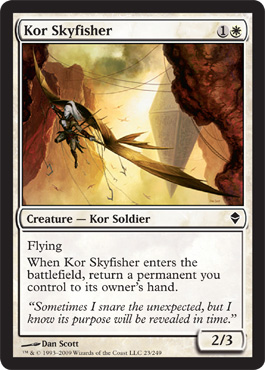 Kor Skyfisher 1
Creature — Kor Soldier
Flying
When Kor Skyfisher enters the
battlefield, return a permanent you
control to its owner's hand.
“Sometimes I snare the unexpected, but I
know its purpose will be revealed in time.”
Dan Scott
™ & © 1993–2009 Wizards of the Coast LLC 23/249
2/3